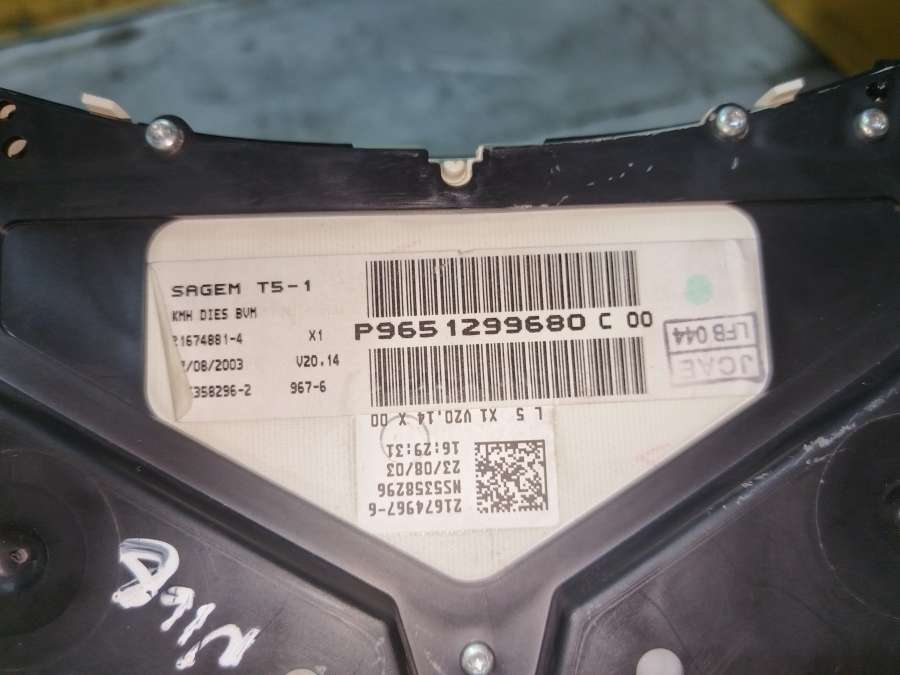 SAGEM T5-1
KMH DIES BVM
21674881-4 X1
/08/2003 V20.14
358296-2 967-6
P9651299680 C 00
LFB 044
JCAE
L 5 X1 V20.14 X 00
16:29:31
23/08/03
NS5358296
21674967-6